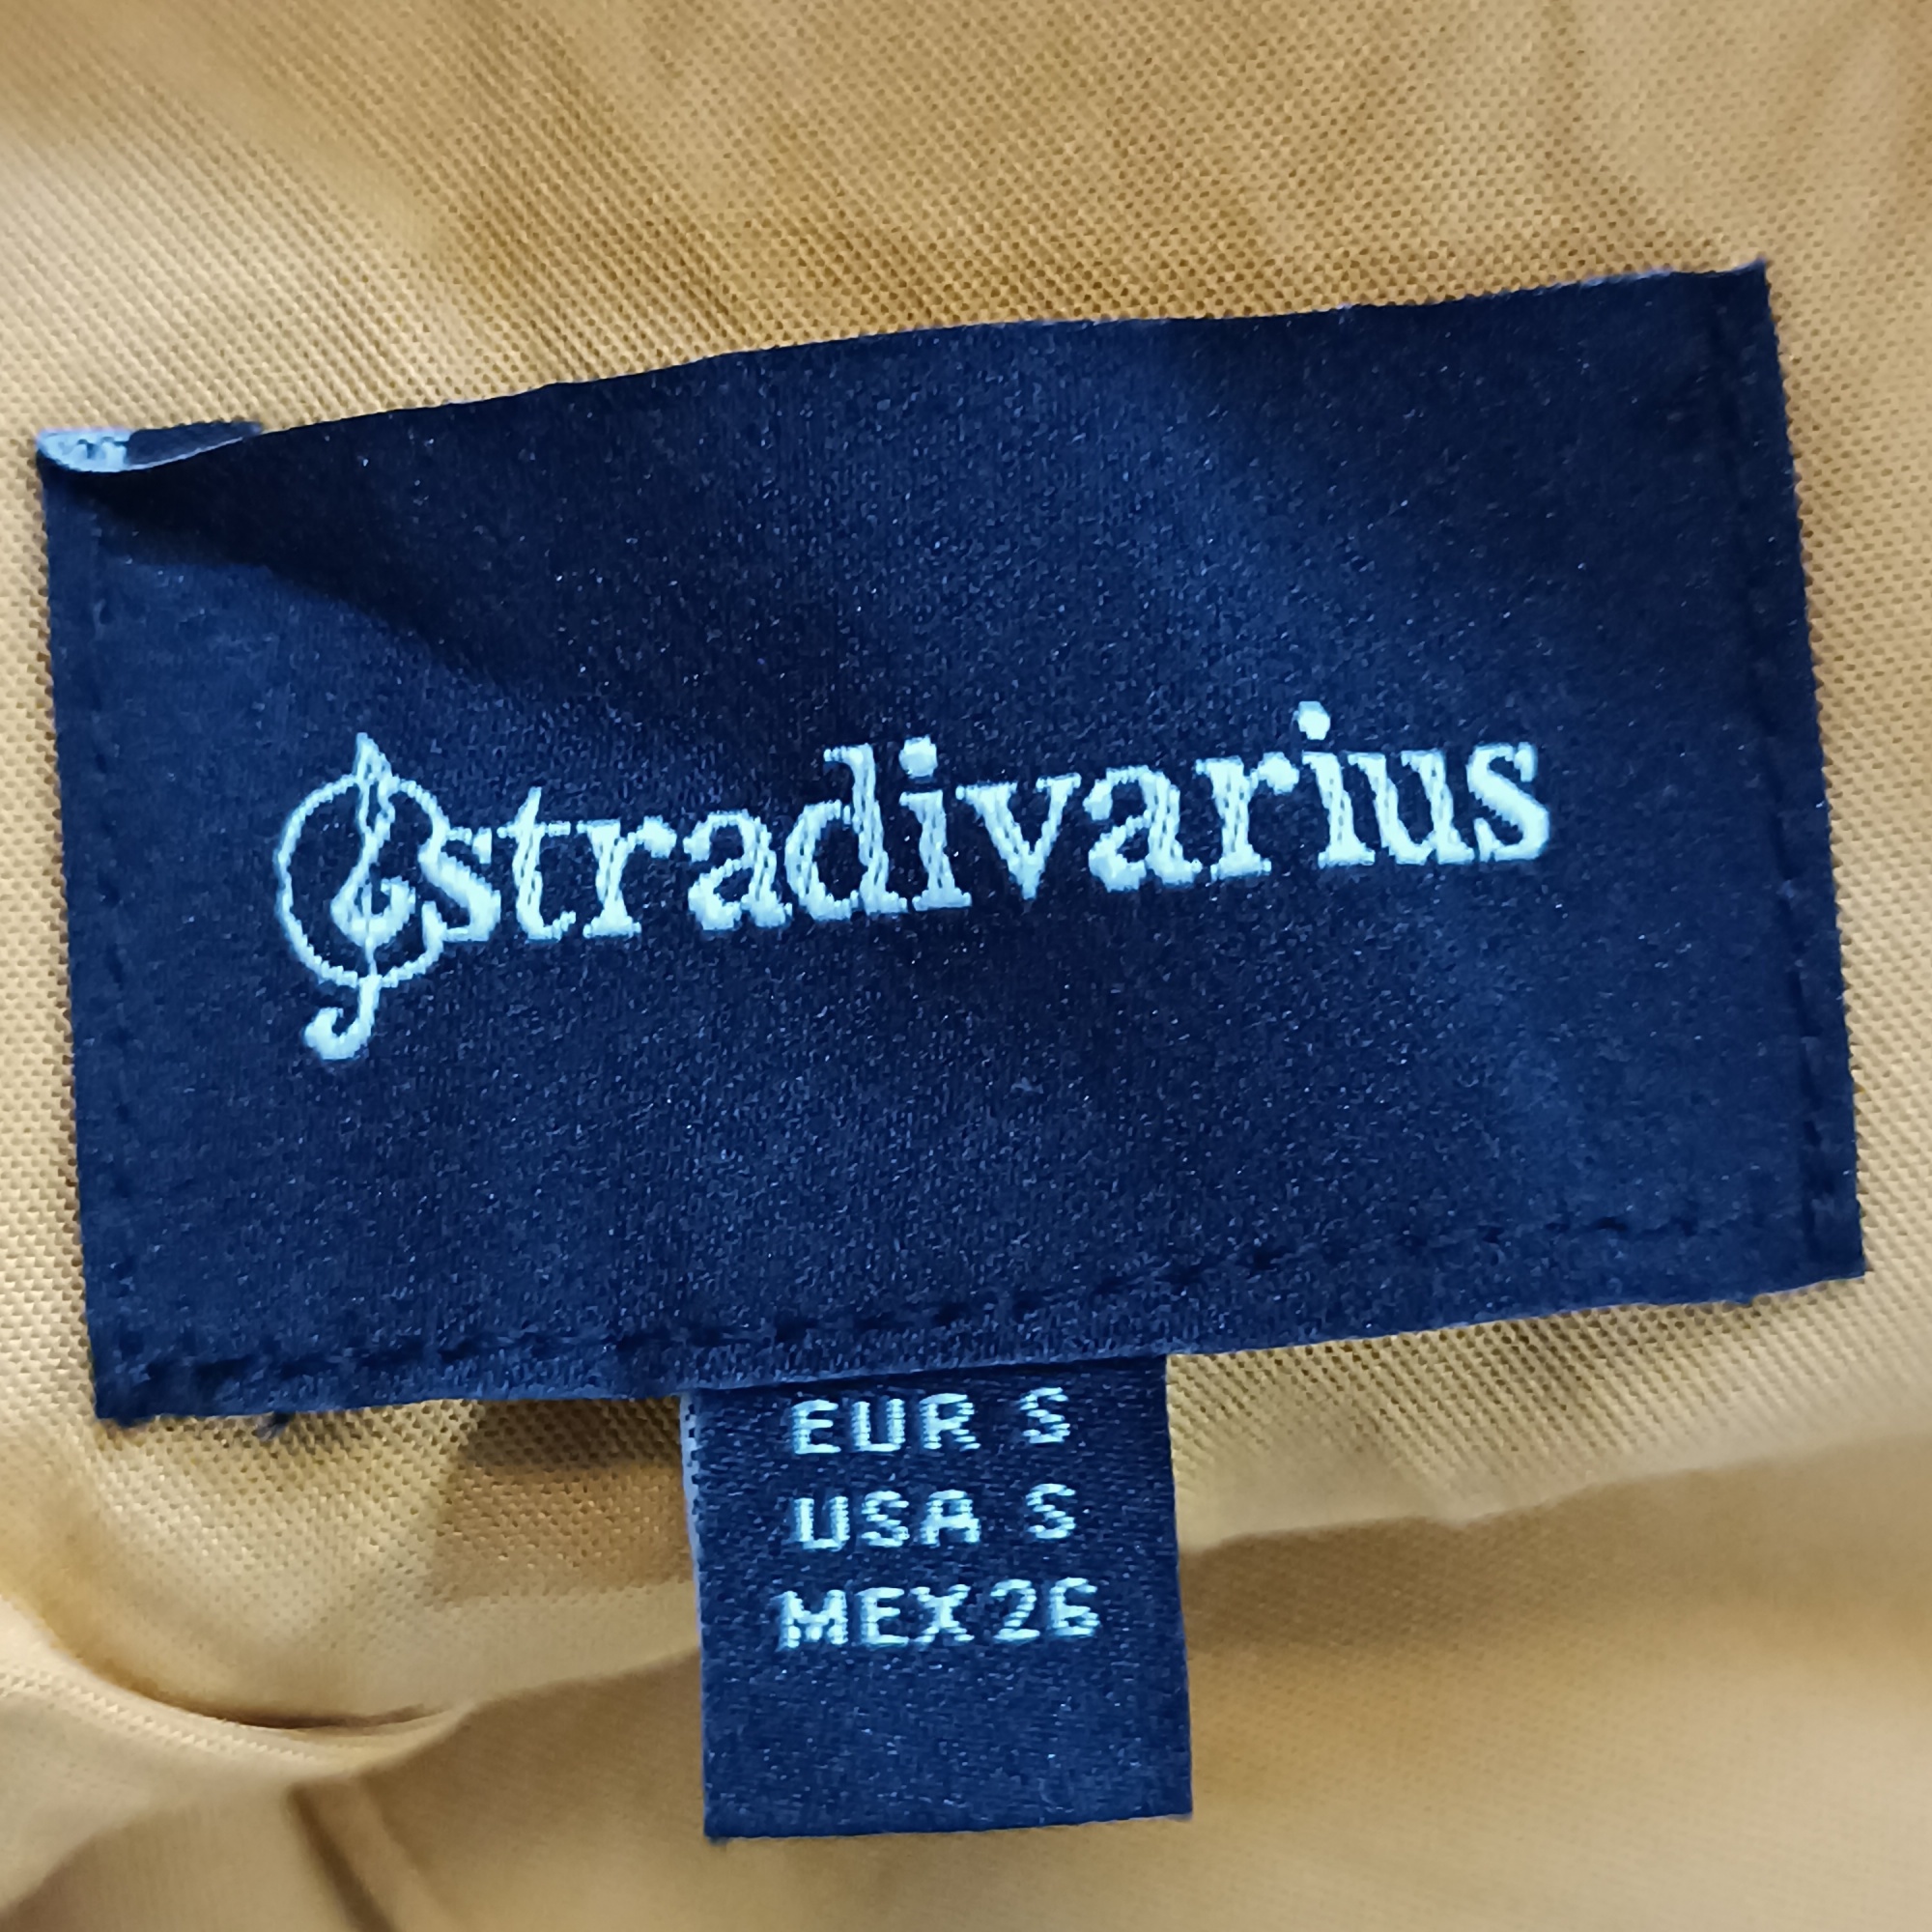 stradivarius
EUR S
USA S
MEX 26